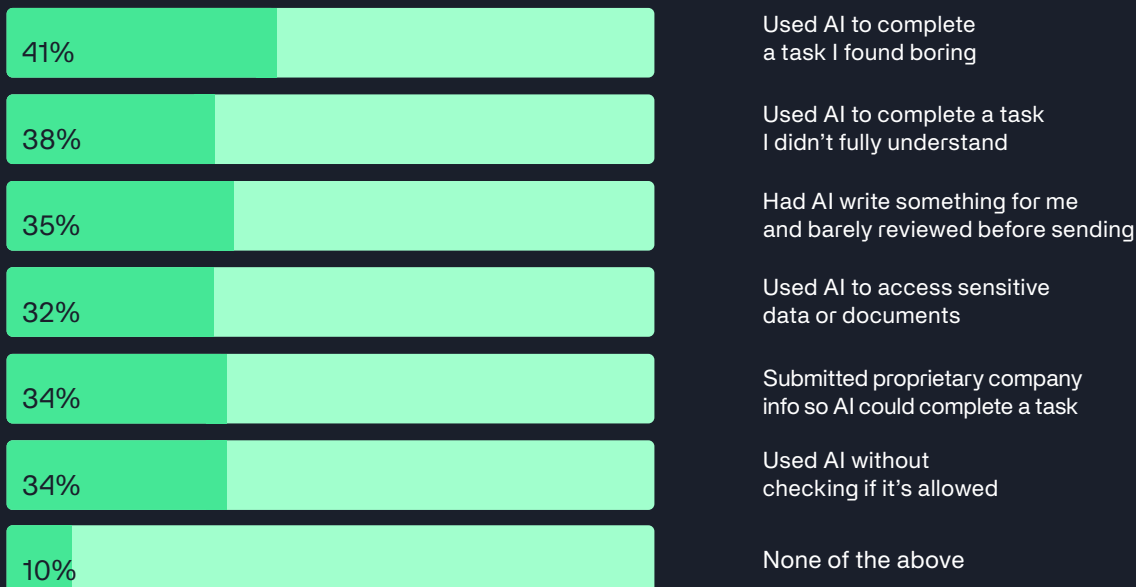 41%
Used AI to complete
a task I found boring
38%
Used AI to complete a task
I didn’t fully understand
35%
Had AI write something for me
and barely reviewed before sending
32%
Used AI to access sensitive
data or documents
34%
Submitted proprietary company
info so AI could complete a task
34%
Used AI without
checking if it’s allowed
10%
None of the above